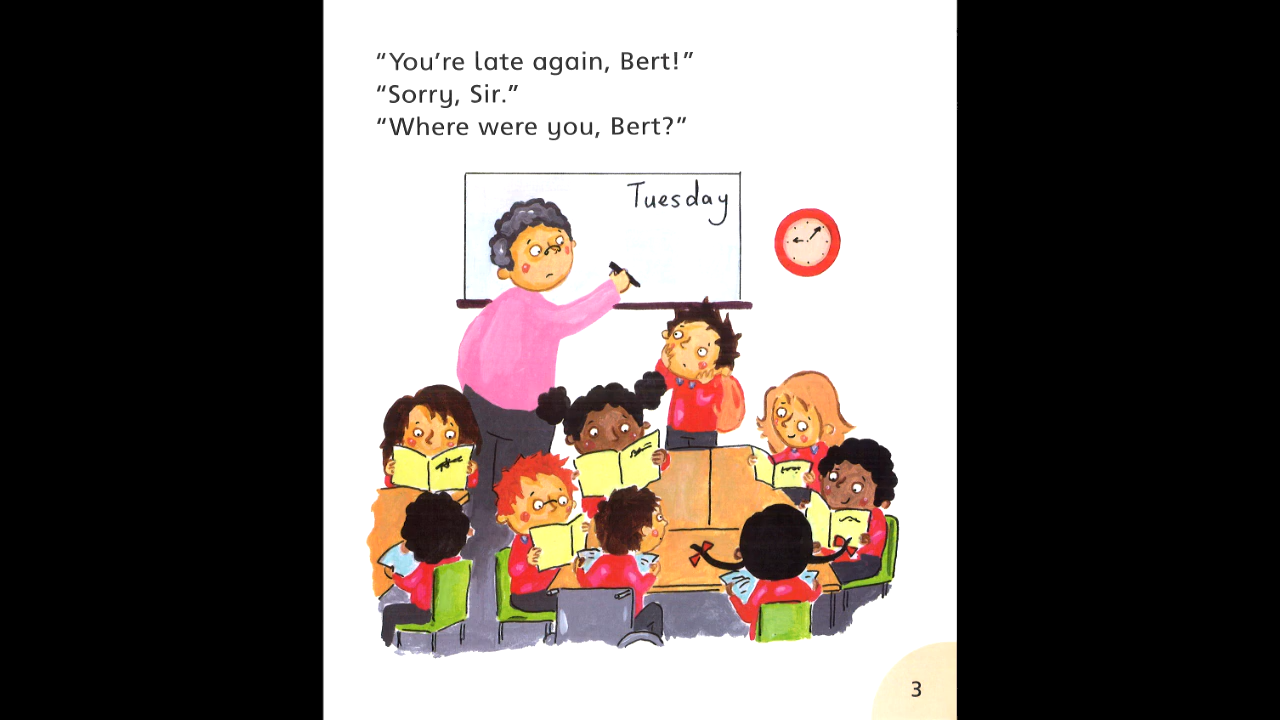 “You’re late again, Bert!”
“Sorry, Sir.”
“Where were you, Bert?”
Tuesday
3